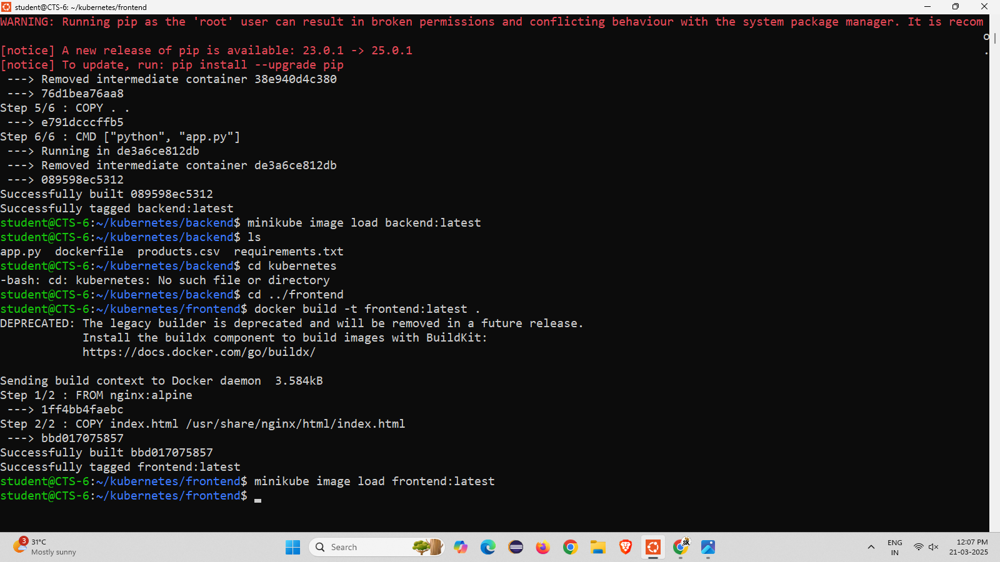 student@CTS-6: ~/kubernetes/frontend
WARNING: Running pip as the 'root' user can result in broken permissions and conflicting behaviour with the system package manager. It is recom
o
.
[notice] A new release of pip is available: 23.0.1 -> 25.0.1
[notice] To update, run: pip install --upgrade pip
 ---> Removed intermediate container 38e940d4c380
 ---> 76d1bea76aa8
Step 5/6 : COPY . .
 ---> e791dcccffb5
Step 6/6 : CMD ["python", "app.py"]
 ---> Running in de3a6ce812db
 ---> Removed intermediate container de3a6ce812db
 ---> 089598ec5312
Successfully built 089598ec5312
Successfully tagged backend:latest
student@CTS-6:~/kubernetes/backend$ minikube image load backend:latest
student@CTS-6:~/kubernetes/backend$ ls
app.py  dockerfile  products.csv  requirements.txt
student@CTS-6:~/kubernetes/backend$ cd kubernetes
-bash: cd: kubernetes: No such file or directory
student@CTS-6:~/kubernetes/backend$ cd ../frontend
student@CTS-6:~/kubernetes/frontend$ docker build -t frontend:latest .
DEPRECATED: The legacy builder is deprecated and will be removed in a future release.
            Install the buildx component to build images with BuildKit:
            https://docs.docker.com/go/buildx/
Sending build context to Docker daemon  3.584kB
Step 1/2 : FROM nginx:alpine
 ---> 1ff4bb4faebc
Step 2/2 : COPY index.html /usr/share/nginx/html/index.html
 ---> bbd017075857
Successfully built bbd017075857
Successfully tagged frontend:latest
student@CTS-6:~/kubernetes/frontend$ minikube image load frontend:latest
student@CTS-6:~/kubernetes/frontend$
3
31°C
Mostly sunny
Search
SK
ENG
IN
12:07 PM
21-03-2025